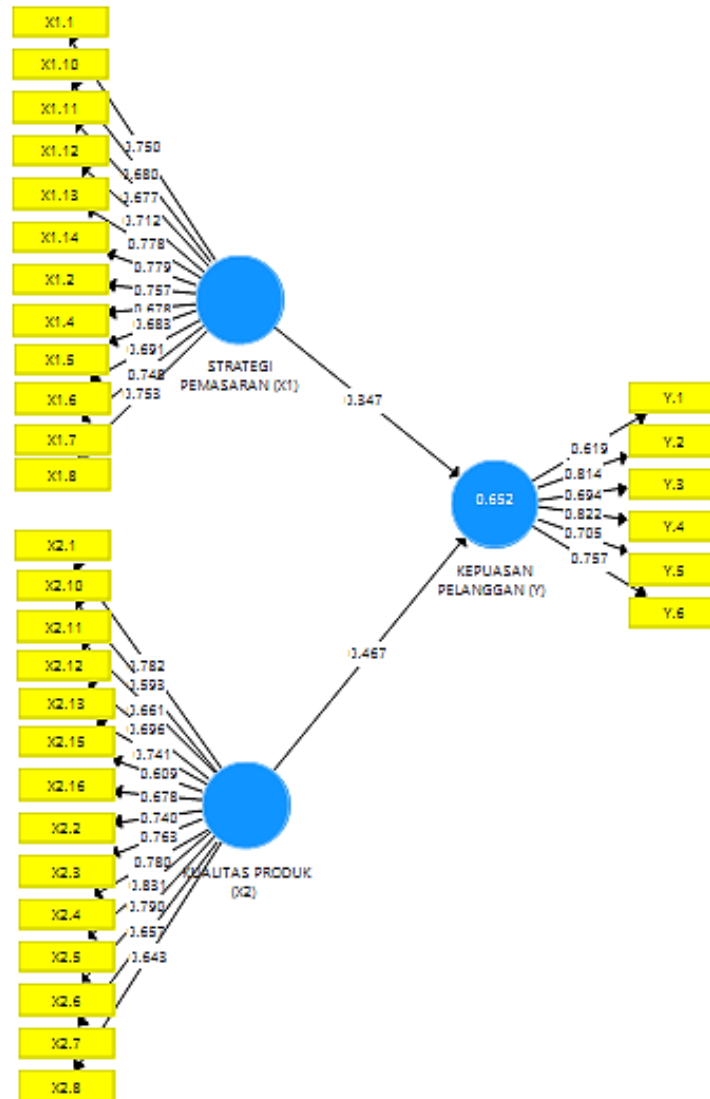 X1.1
X1.10
X1.11
X1.12
X1.13
X1.14
X1.2
X1.4
X1.5
X1.6
X1.7
X1.8
0.750
0.680
0.677
0.712
0.778
0.779
0.757
0.678
0.683
0.691
0.748
0.753
STRATEGI
PEMASARAN (X1)
0.347
0.652
KEPUASAN
PELANGGAN (Y)
0.619
0.814
0.694
0.822
0.705
0.757
Y.1
Y.2
Y.3
Y.4
Y.5
Y.6
0.467
X2.1
X2.10
X2.11
X2.12
X2.13
X2.15
X2.16
X2.2
X2.3
X2.4
X2.5
X2.6
X2.7
X2.8
0.782
0.593
0.661
0.696
0.741
0.609
0.678
0.740
0.763
0.780
0.831
0.790
0.657
0.643
KUALITAS PRODUK
(X2)